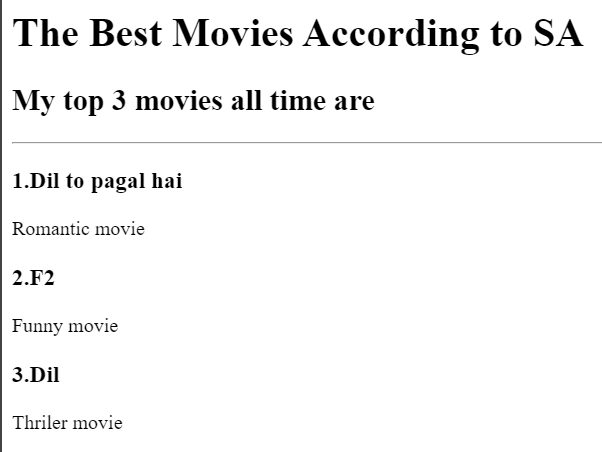 The Best Movies According to SA
My top 3 movies all time are
1.Dil to pagal hai
Romantic movie
2.F2
Funny movie
3.Dil
Thriler movie